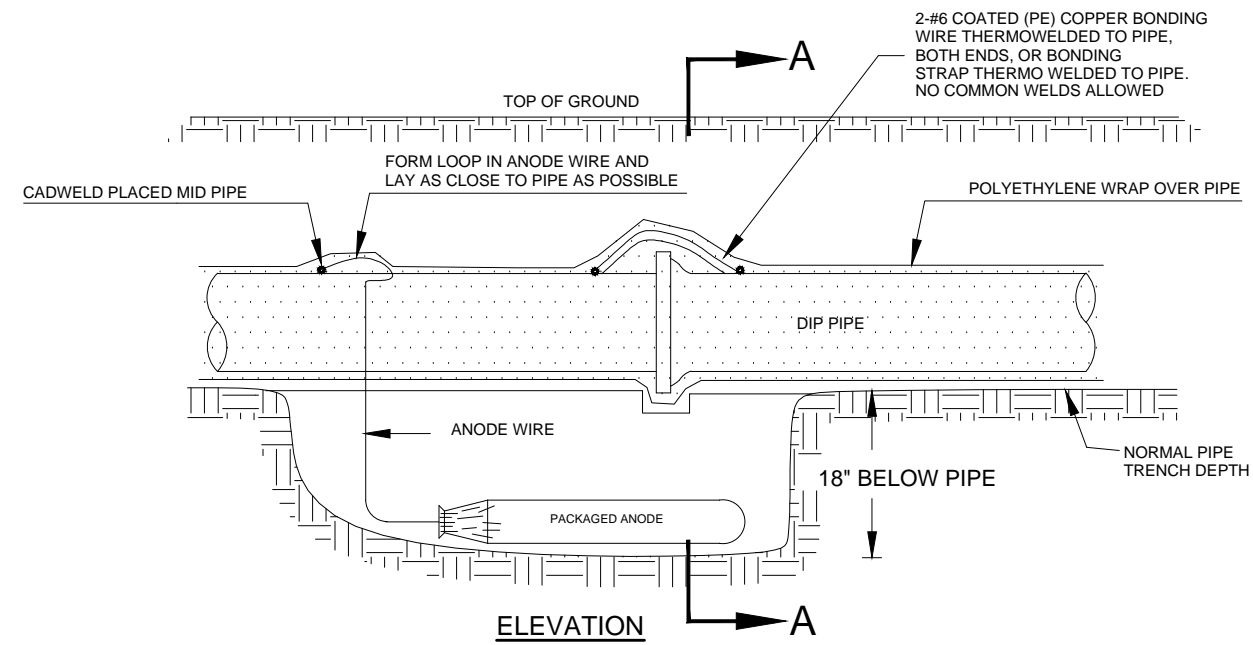 2-#6 COATED (PE) COPPER BONDING
WIRE THERMOWELDED TO PIPE,
BOTH ENDS, OR BONDING
STRAP THERMO WELDED TO PIPE.
NO COMMON WELDS ALLOWED
A
TOP OF GROUND
FORM LOOP IN ANODE WIRE AND
LAY AS CLOSE TO PIPE AS POSSIBLE
CADWELD PLACED MID PIPE
POLYETHYLENE WRAP OVER PIPE
DIP PIPE
ANODE WIRE
NORMAL PIPE
TRENCH DEPTH
18" BELOW PIPE
PACKAGED ANODE
A
ELEVATION